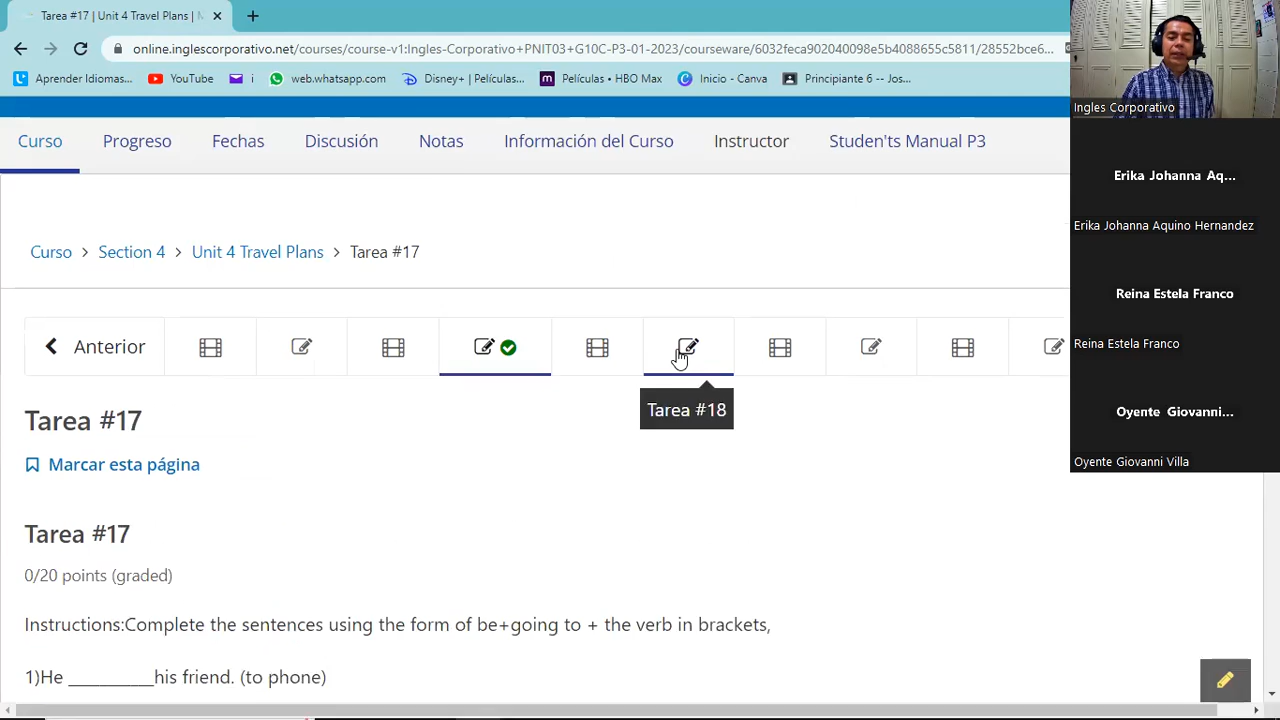 Tarea #17 | Unit 4 Travel Plans |
online.inglescorporativo.net/courses/course-v1:Ingles-Corporativo+PNIT03+G10C-P3-01-2023/courseware/6032feca902040098e5b408b655c5811/28552bce6...
Aprender Idiomas... YouTube i web.whatsapp.com Disney+ | Películas... Películas • HBO Max Inicio - Canva Principiante 6 -- Jos...
Curso Progreso Fechas Discusión Notas Información del Curso Instructor Studen'ts Manual P3
Curso > Section 4 > Unit 4 Travel Plans > Tarea #17
Anterior
Tarea #18
Tarea #17
Marcar esta página
Tarea #17
0/20 points (graded)
Instructions:Complete the sentences using the form of be+going to + the verb in brackets,
1)He __________his friend. (to phone)
Ingles Corporativo
Erika Johanna Aq...
Erika Johanna Aquino Hernandez
Reina Estela Franco
Reina Estela Franco
Oyente Giovanni...
Oyente Giovanni Villa